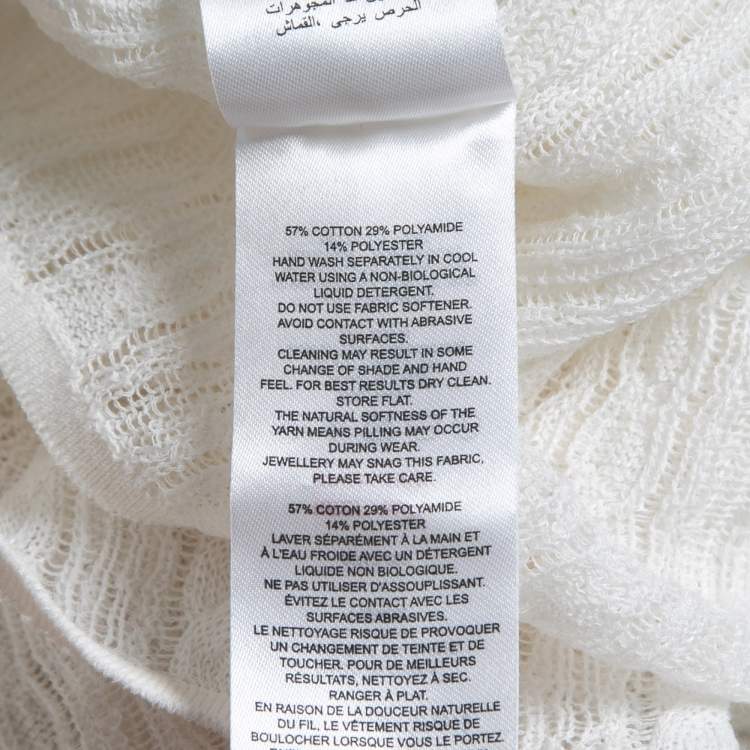 المجوهرات
الحرص يرجى ،القماش
57% COTTON 29% POLYAMIDE
14% POLYESTER
HAND WASH SEPARATELY IN COOL
WATER USING A NON-BIOLOGICAL
LIQUID DETERGENT.
DO NOT USE FABRIC SOFTENER.
AVOID CONTACT WITH ABRASIVE
SURFACES.
CLEANING MAY RESULT IN SOME
CHANGE OF SHADE AND HAND
FEEL. FOR BEST RESULTS DRY CLEAN.
STORE FLAT.
THE NATURAL SOFTNESS OF THE
YARN MEANS PILLING MAY OCCUR
DURING WEAR.
JEWELLERY MAY SNAG THIS FABRIC,
PLEASE TAKE CARE.
57% COTON 29% POLYAMIDE
14% POLYESTER
LAVER SÉPARÉMENT À LA MAIN ET
À L'EAU FROIDE AVEC UN DÉTERGENT
LIQUIDE NON BIOLOGIQUE.
NE PAS UTILISER D'ASSOUPLISSANT.
ÉVITEZ LE CONTACT AVEC LES
SURFACES ABRASIVES.
LE NETTOYAGE RISQUE DE PROVOQUER
UN CHANGEMENT DE TEINTE ET DE
TOUCHER. POUR DE MEILLEURS
RÉSULTATS, NETTOYEZ À SEC.
RANGER À PLAT.
EN RAISON DE LA DOUCEUR NATURELLE
DU FIL, LE VÊTEMENT RISQUE DE
BOULOCHER LORSQUE VOUS LE PORTEZ.